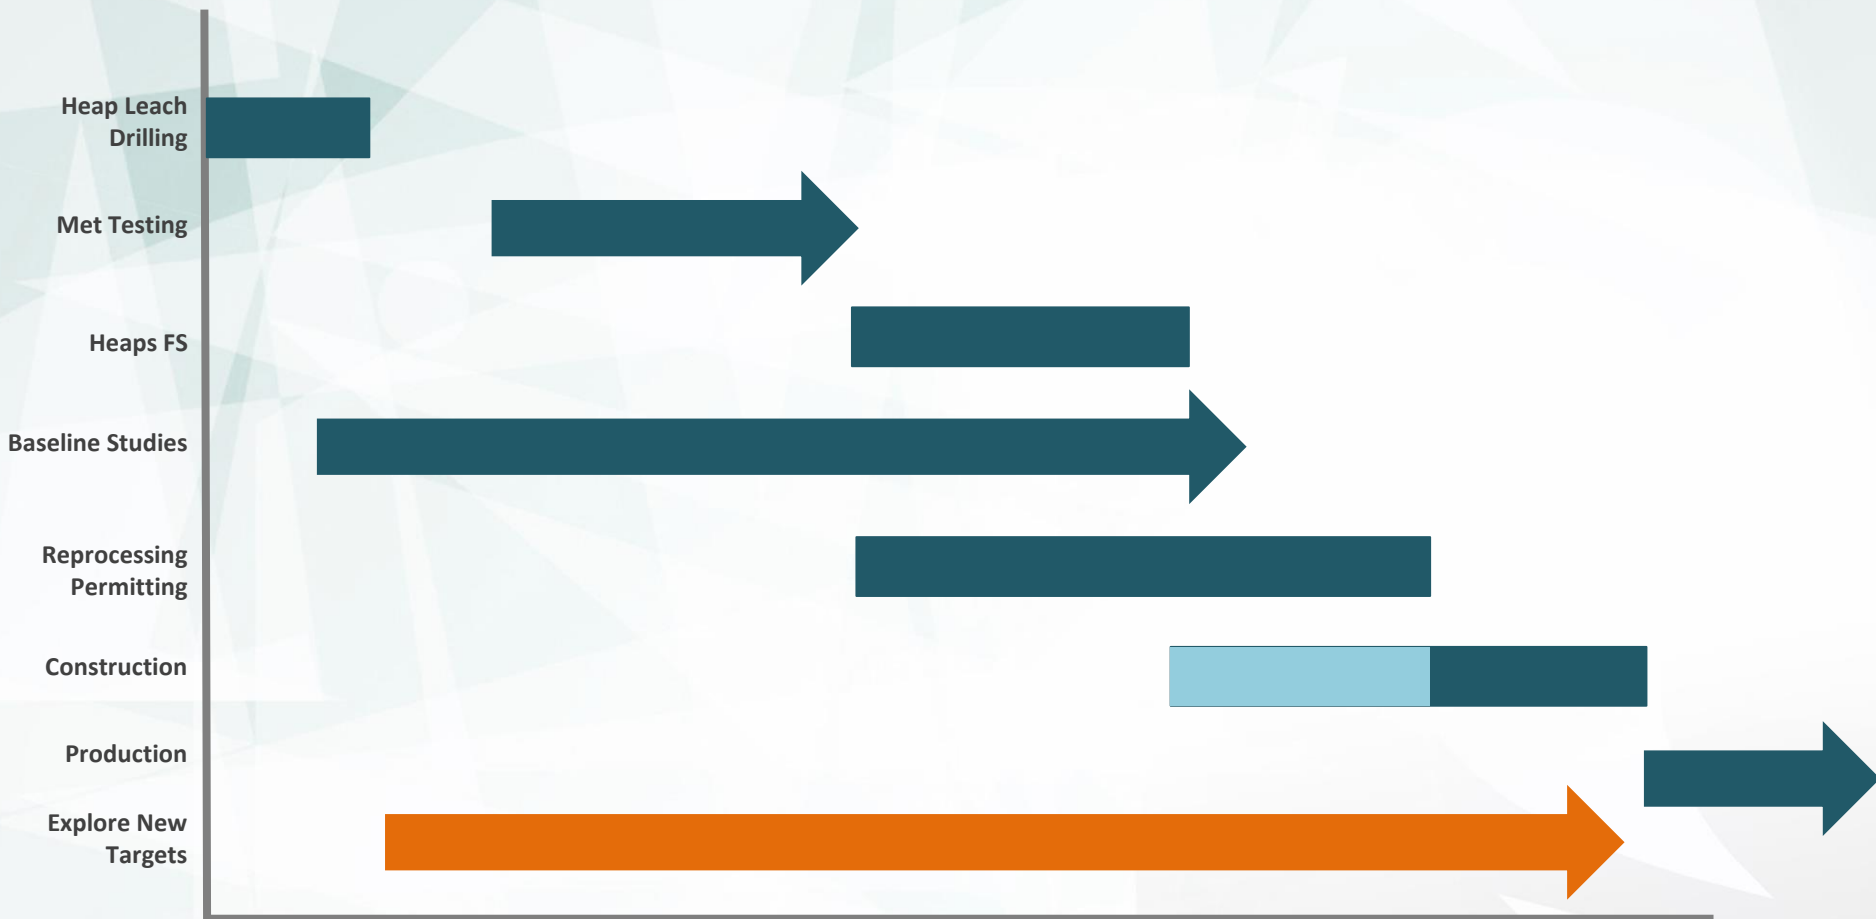 Heap Leach
Drilling
Met Testing
Heaps FS
Baseline Studies
Reprocessing
Permitting
Construction
Production
Explore New
Targets